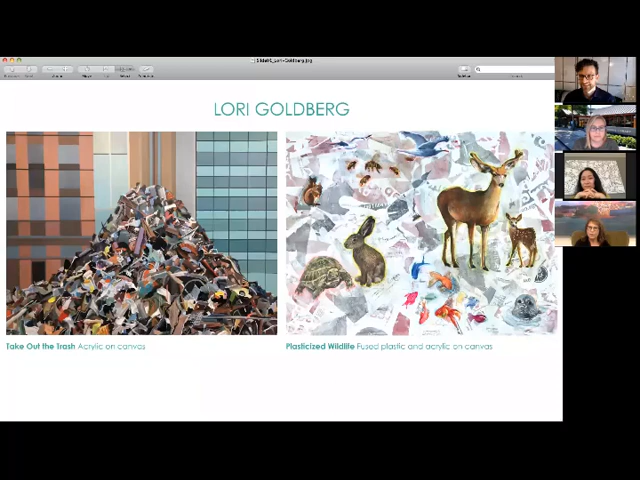 LORI GOLDBERG
Take Out the Trash Acrylic on canvas
Plasticized Wildlife Fused plastic and acrylic on canvas